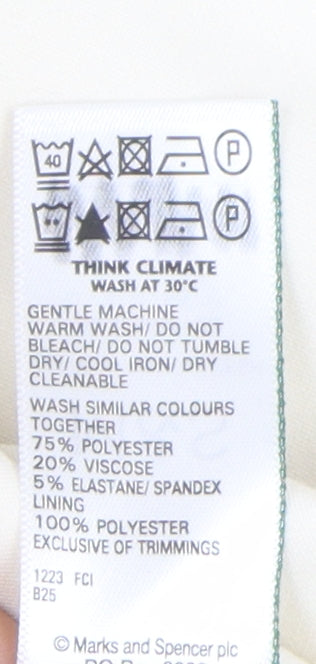 40 P
P
THINK CLIMATE
WASH AT 30°C
GENTLE MACHINE
WARM WASH/ DO NOT
BLEACH/ DO NOT TUMBLE
DRY/ COOL IRON/ DRY
CLEANABLE
WASH SIMILAR COLOURS
TOGETHER
75% POLYESTER
20% VISCOSE
5% ELASTANE/ SPANDEX
LINING
100% POLYESTER
EXCLUSIVE OF TRIMMINGS
1223 FCI
B25
© Marks and Spencer plc